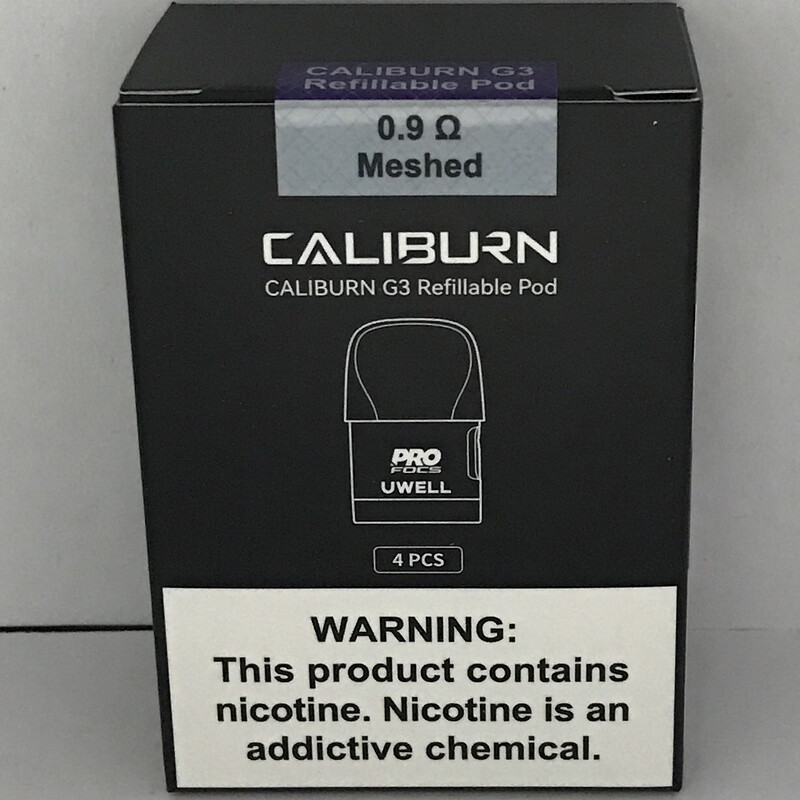 CALIBURN G3
Refillable Pod
0.9 Ω
Meshed
CALIBURN
CALIBURN G3 Refillable Pod
PRO
FOCS
UWELL
4 PCS
WARNING:
This product contains
nicotine. Nicotine is an
addictive chemical.